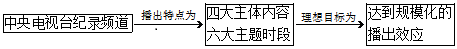 中央电视台纪录频道
播出特点为
四大主体内容
六大主题时段
理想目标为
达到规模化的
播出效应